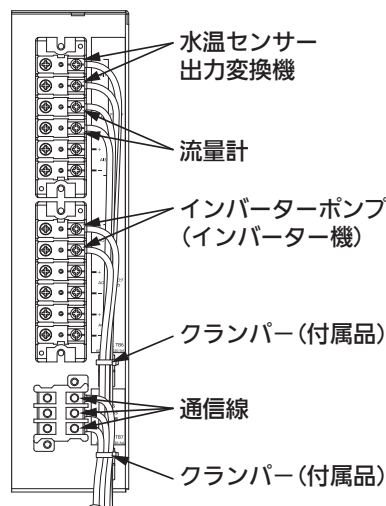 水温センサー
出力変換機
流量計
インバーターポンプ
(インバーター機)
クランパー(付属品)
TB6
通信線
TB7
クランパー(付属品)